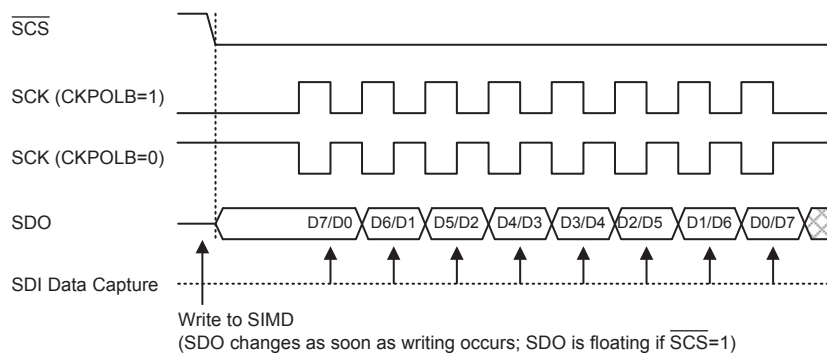 SCS
SCK (CKPOLB=1)
SCK (CKPOLB=0)
SDO D7/D0 D6/D1 D5/D2 D4/D3 D3/D4 D2/D5 D1/D6 D0/D7
SDI Data Capture
Write to SIMD
(SDO changes as soon as writing occurs; SDO is floating if SCS=1)